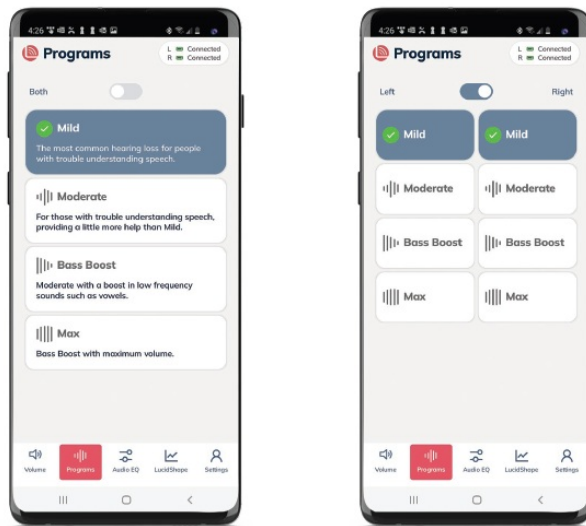 4:26
Programs
L Connected
R Connected
Both
Mild
The most common hearing loss for people
with trouble understanding speech.
Moderate
For those with trouble understanding speech,
providing a little more help than Mild.
Bass Boost
Moderate with a boost in low frequency
sounds such as vowels.
Max
Bass Boost with maximum volume.
Volume Programs Audio EQ LucidShape Settings
4:26
Programs
L Connected
R Connected
Left Right
Mild Mild
Moderate Moderate
Bass Boost Bass Boost
Max Max
Volume Programs Audio EQ LucidShape Settings